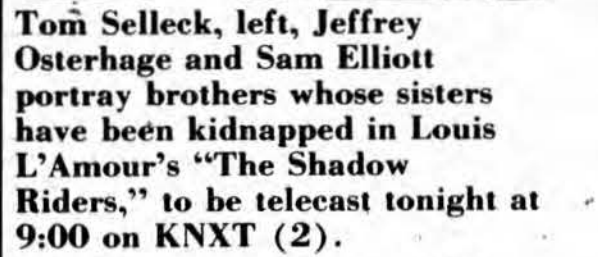 Tom Selleck, left, Jeffrey
Osterhage and Sam Elliott
portray brothers whose sisters
have been kidnapped in Louis
L'Amour's “The Shadow
Riders,” to be telecast tonight at
9:00 on KNXT (2).